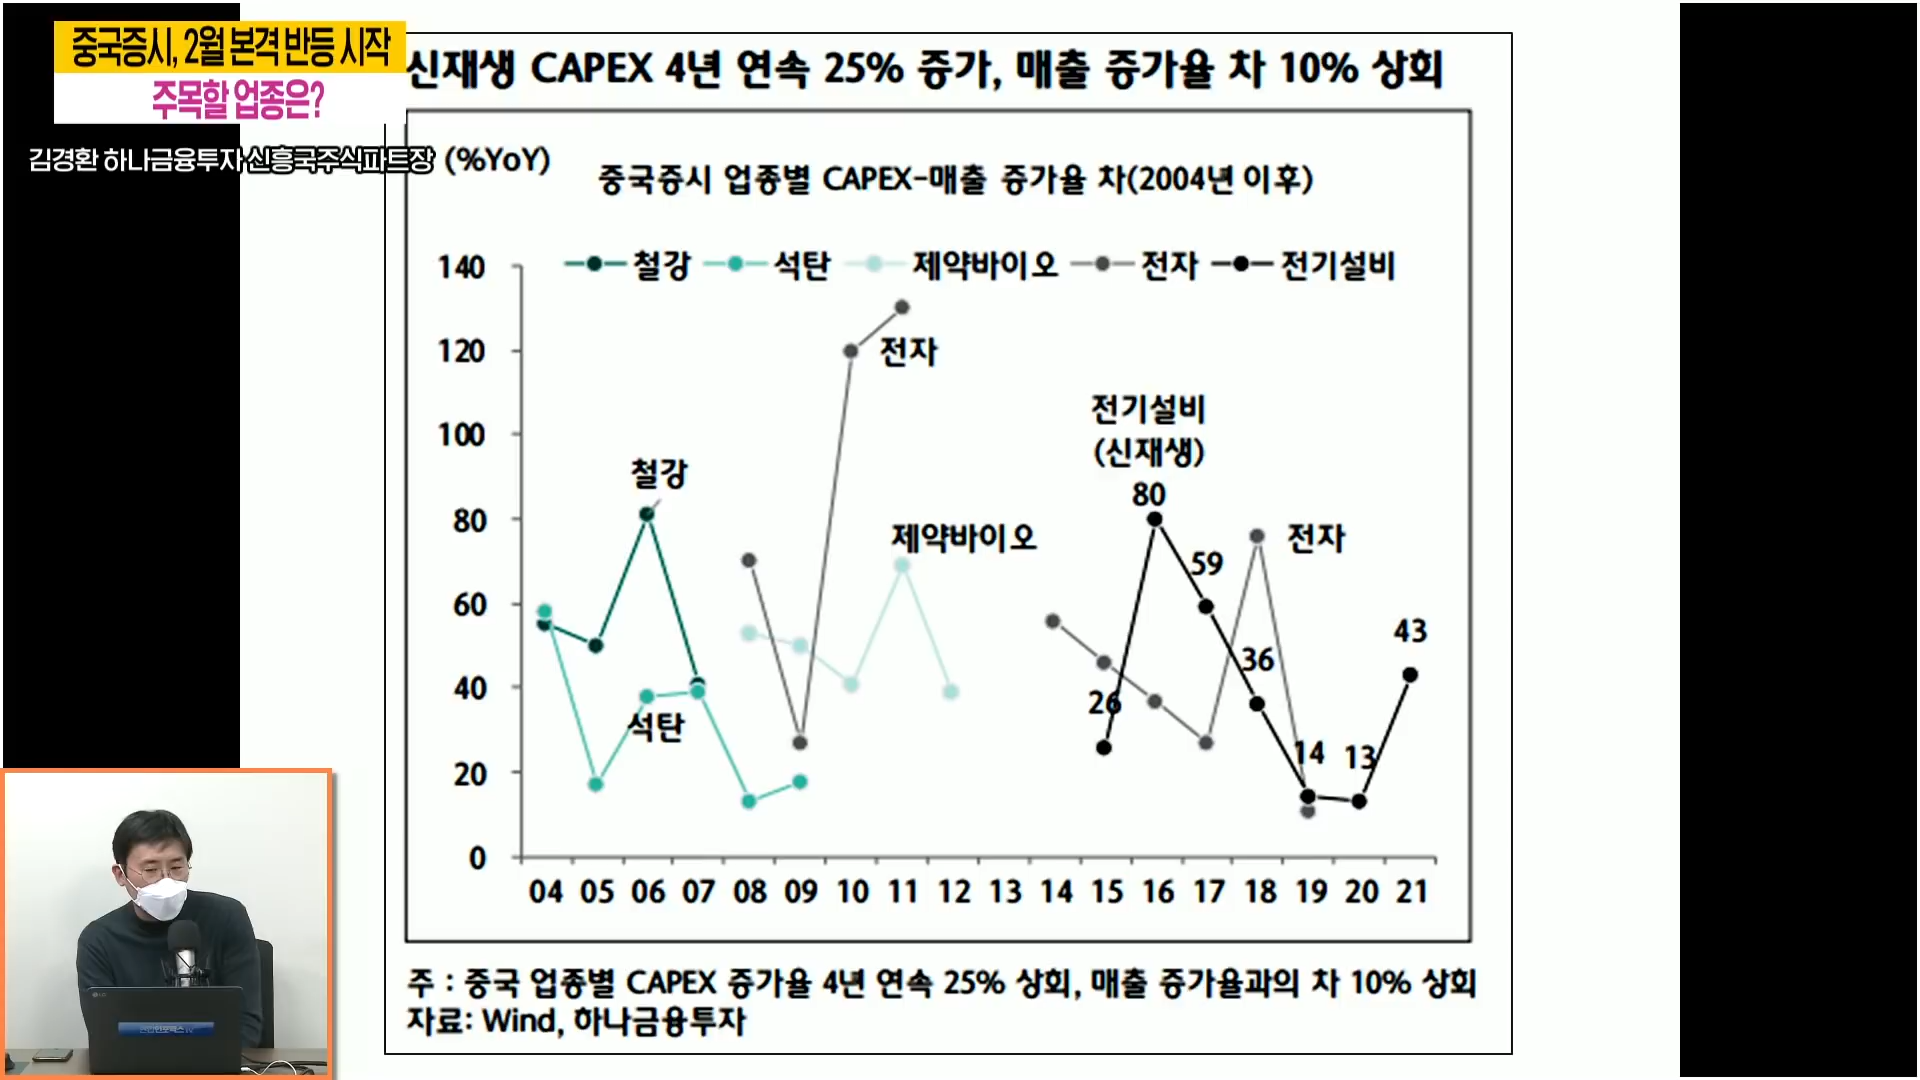 중국증시, 2월 본격 반등 시작
주목할 업종은?
김경환 하나금융투자 신흥국주식파트장
신재생 CAPEX 4년 연속 25% 증가, 매출 증가율 차 10% 상회
(%YoY)
중국증시 업종별 CAPEX-매출 증가율 차(2004년 이후)
철강 석탄 제약바이오 전자 전기설비
140
120
100
80
60
40
20
0
철강
석탄
전자
제약바이오
전기설비
(신재생)
80
59
36
26
14
13
43
전자
04 05 06 07 08 09 10 11 12 13 14 15 16 17 18 19 20 21
주 : 중국 업종별 CAPEX 증가율 4년 연속 25% 상회, 매출 증가율과의 차 10% 상회
자료: Wind, 하나금융투자